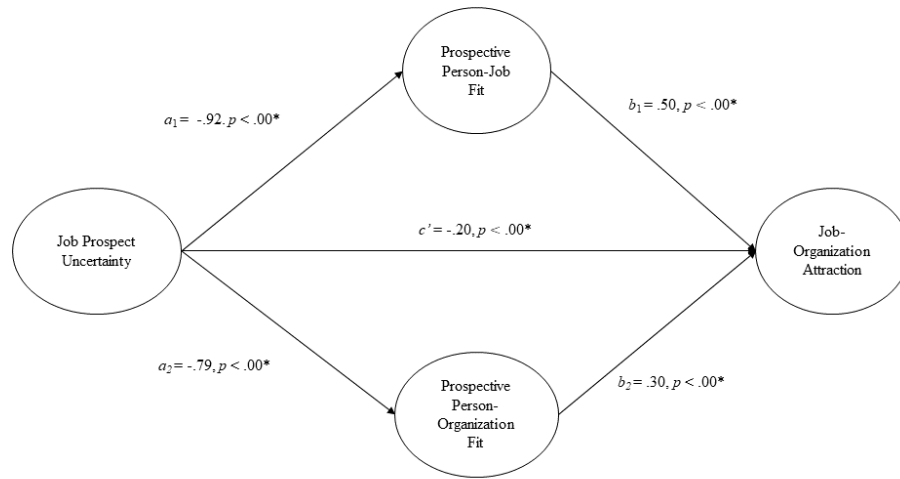 Prospective
Person-Job
Fit
a1 = -.92. p < .00*
b1 = .50, p < .00*
Job Prospect
Uncertainty
c' = -.20, p < .00*
Job-
Organization
Attraction
a2 = -.79, p < .00*
Prospective
Person-
Organization
Fit
b2 = .30, p < .00*